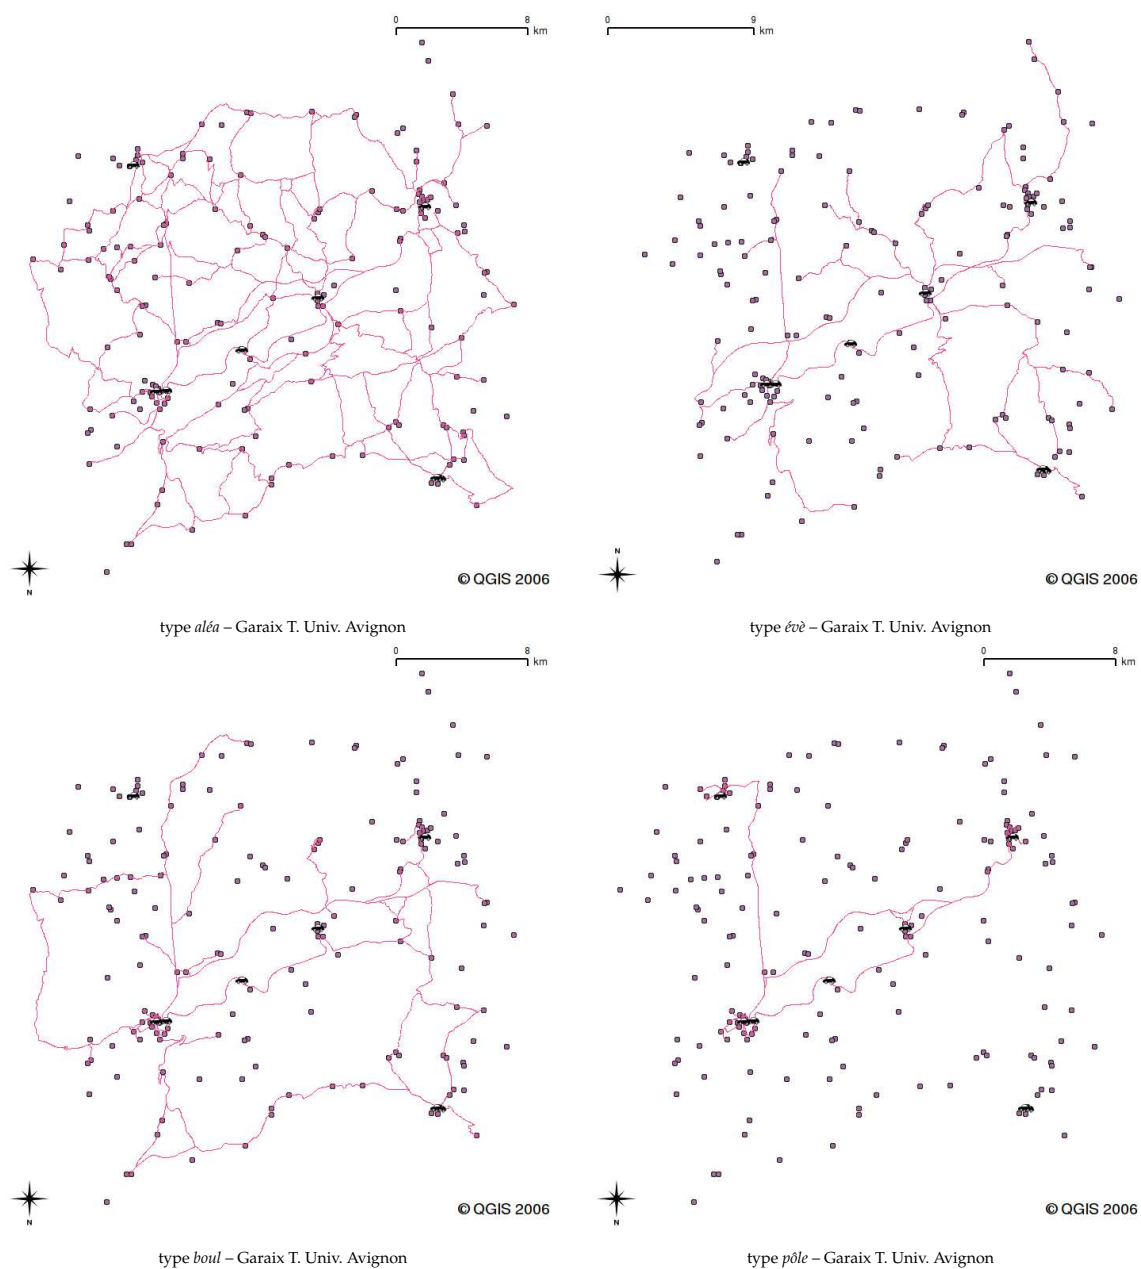 0 8
km
0 9
km
N
N
© QGIS 2006
© QGIS 2006
type aléa – Garaix T. Univ. Avignon
type évè – Garaix T. Univ. Avignon
0 8
km
0 8
km
N
N
© QGIS 2006
© QGIS 2006
type boul – Garaix T. Univ. Avignon
type pôle – Garaix T. Univ. Avignon